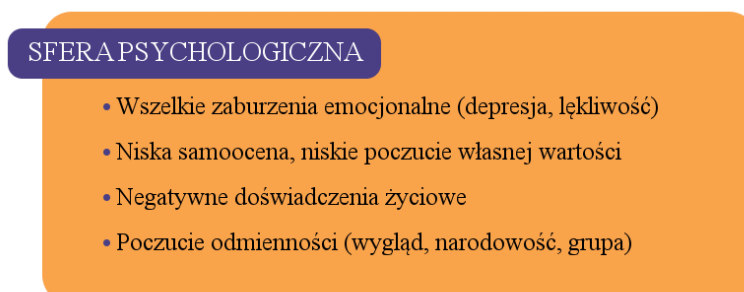 SFERA PSYCHOLOGICZNA
• Wszelkie zaburzenia emocjonalne (depresja, lękliwość)
• Niska samoocena, niskie poczucie własnej wartości
• Negatywne doświadczenia życiowe
• Poczucie odmienności (wygląd, narodowość, grupa)